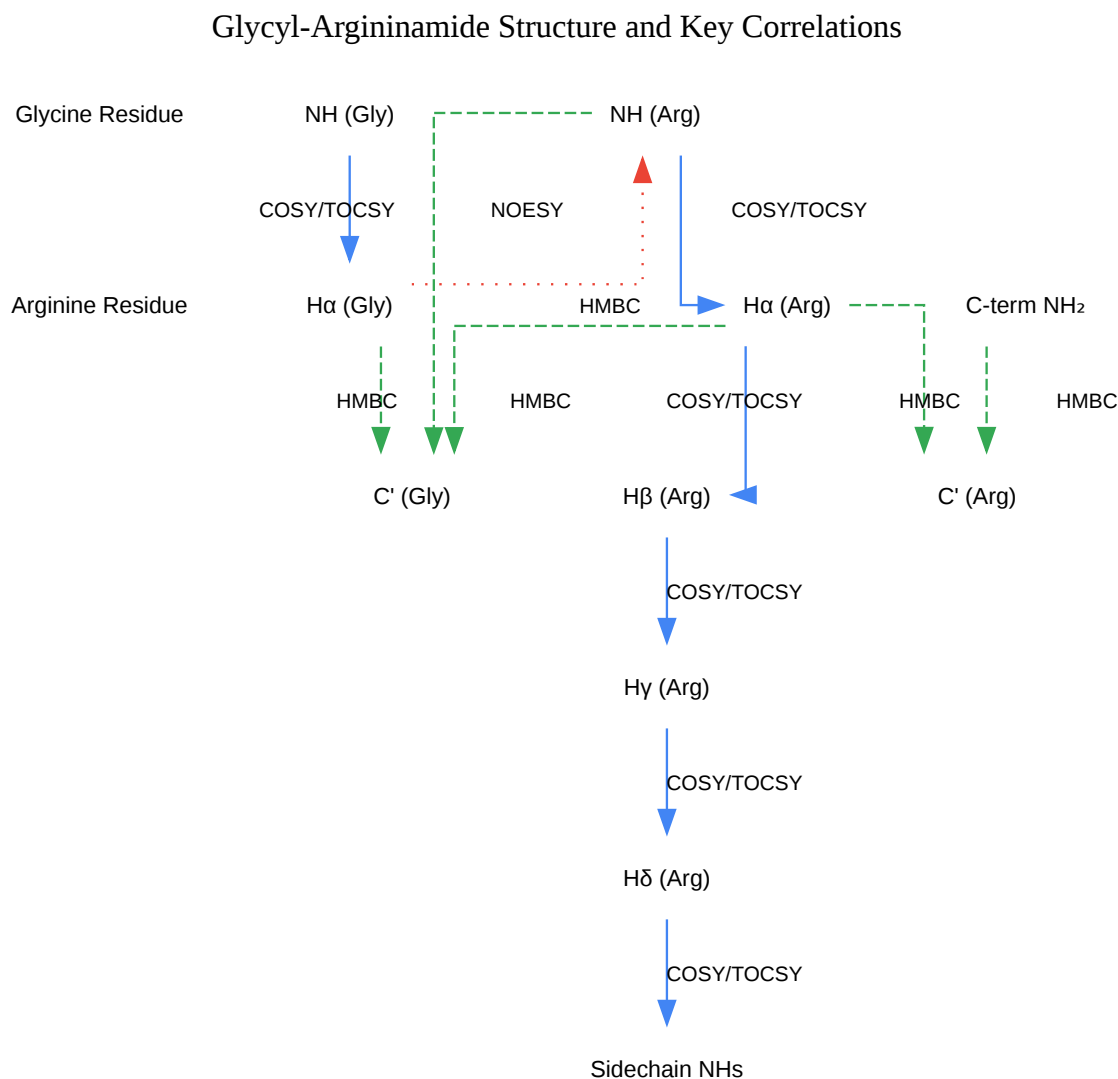 Glycyl-Argininamide Structure and Key Correlations
Glycine Residue
NH (Gly)
NH (Arg)
COSY/TOCSY
NOESY
COSY/TOCSY
Arginine Residue
Hα (Gly)
HMBC
Hα (Arg)
C-term NH₂
HMBC
HMBC
COSY/TOCSY
HMBC
HMBC
C' (Gly)
Hβ (Arg)
C' (Arg)
COSY/TOCSY
Hγ (Arg)
COSY/TOCSY
Hδ (Arg)
COSY/TOCSY
Sidechain NHs